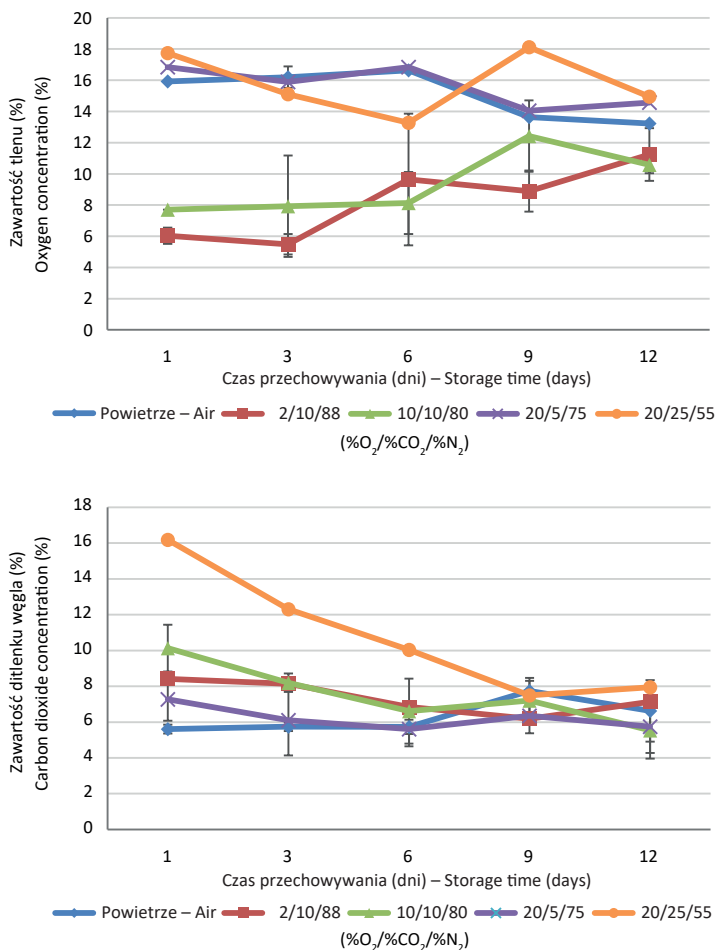 Zawartość tlenu (%)
Oxygen concentration (%)
20
18
16
14
12
10
8
6
4
2
0
1 3 6 9 12
Czas przechowywania (dni) – Storage time (days)
Powietrze – Air 2/10/88 10/10/80 20/5/75 20/25/55
(%O₂/%CO₂/%N₂)
Zawartość ditlenku węgla (%)
Carbon dioxide concentration (%)
18
16
14
12
10
8
6
4
2
0
1 3 6 9 12
Czas przechowywania (dni) – Storage time (days)
Powietrze – Air 2/10/88 10/10/80 20/5/75 20/25/55
(%O₂/%CO₂/%N₂)